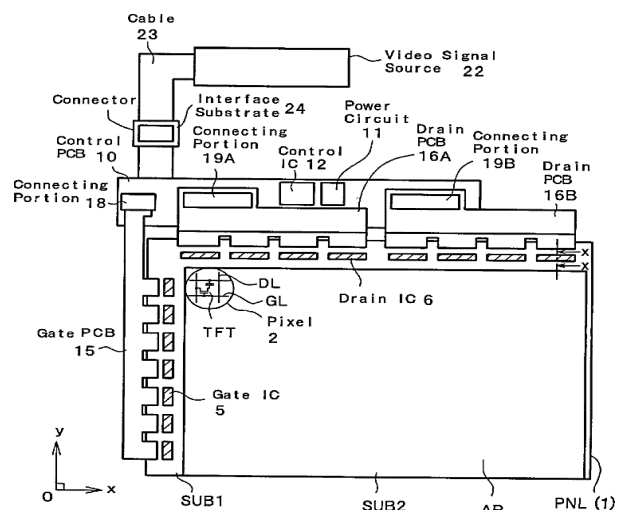 Cable
23
Video Signal
Source 22
Connector
Interface
Substrate 24
Power
Circuit
11
Control
PCB 10
Connecting
Portion
19A
Control
IC 12
Drain
PCB
16A
Connecting
Portion
19B
Drain
PCB
16B
Connecting
Portion
18
x
x
DL
GL
Drain IC 6
TFT
Pixel
2
Gate PCB
15
Gate IC
5
y
O
x
SUB1
SUB2
AR
PNL (1)